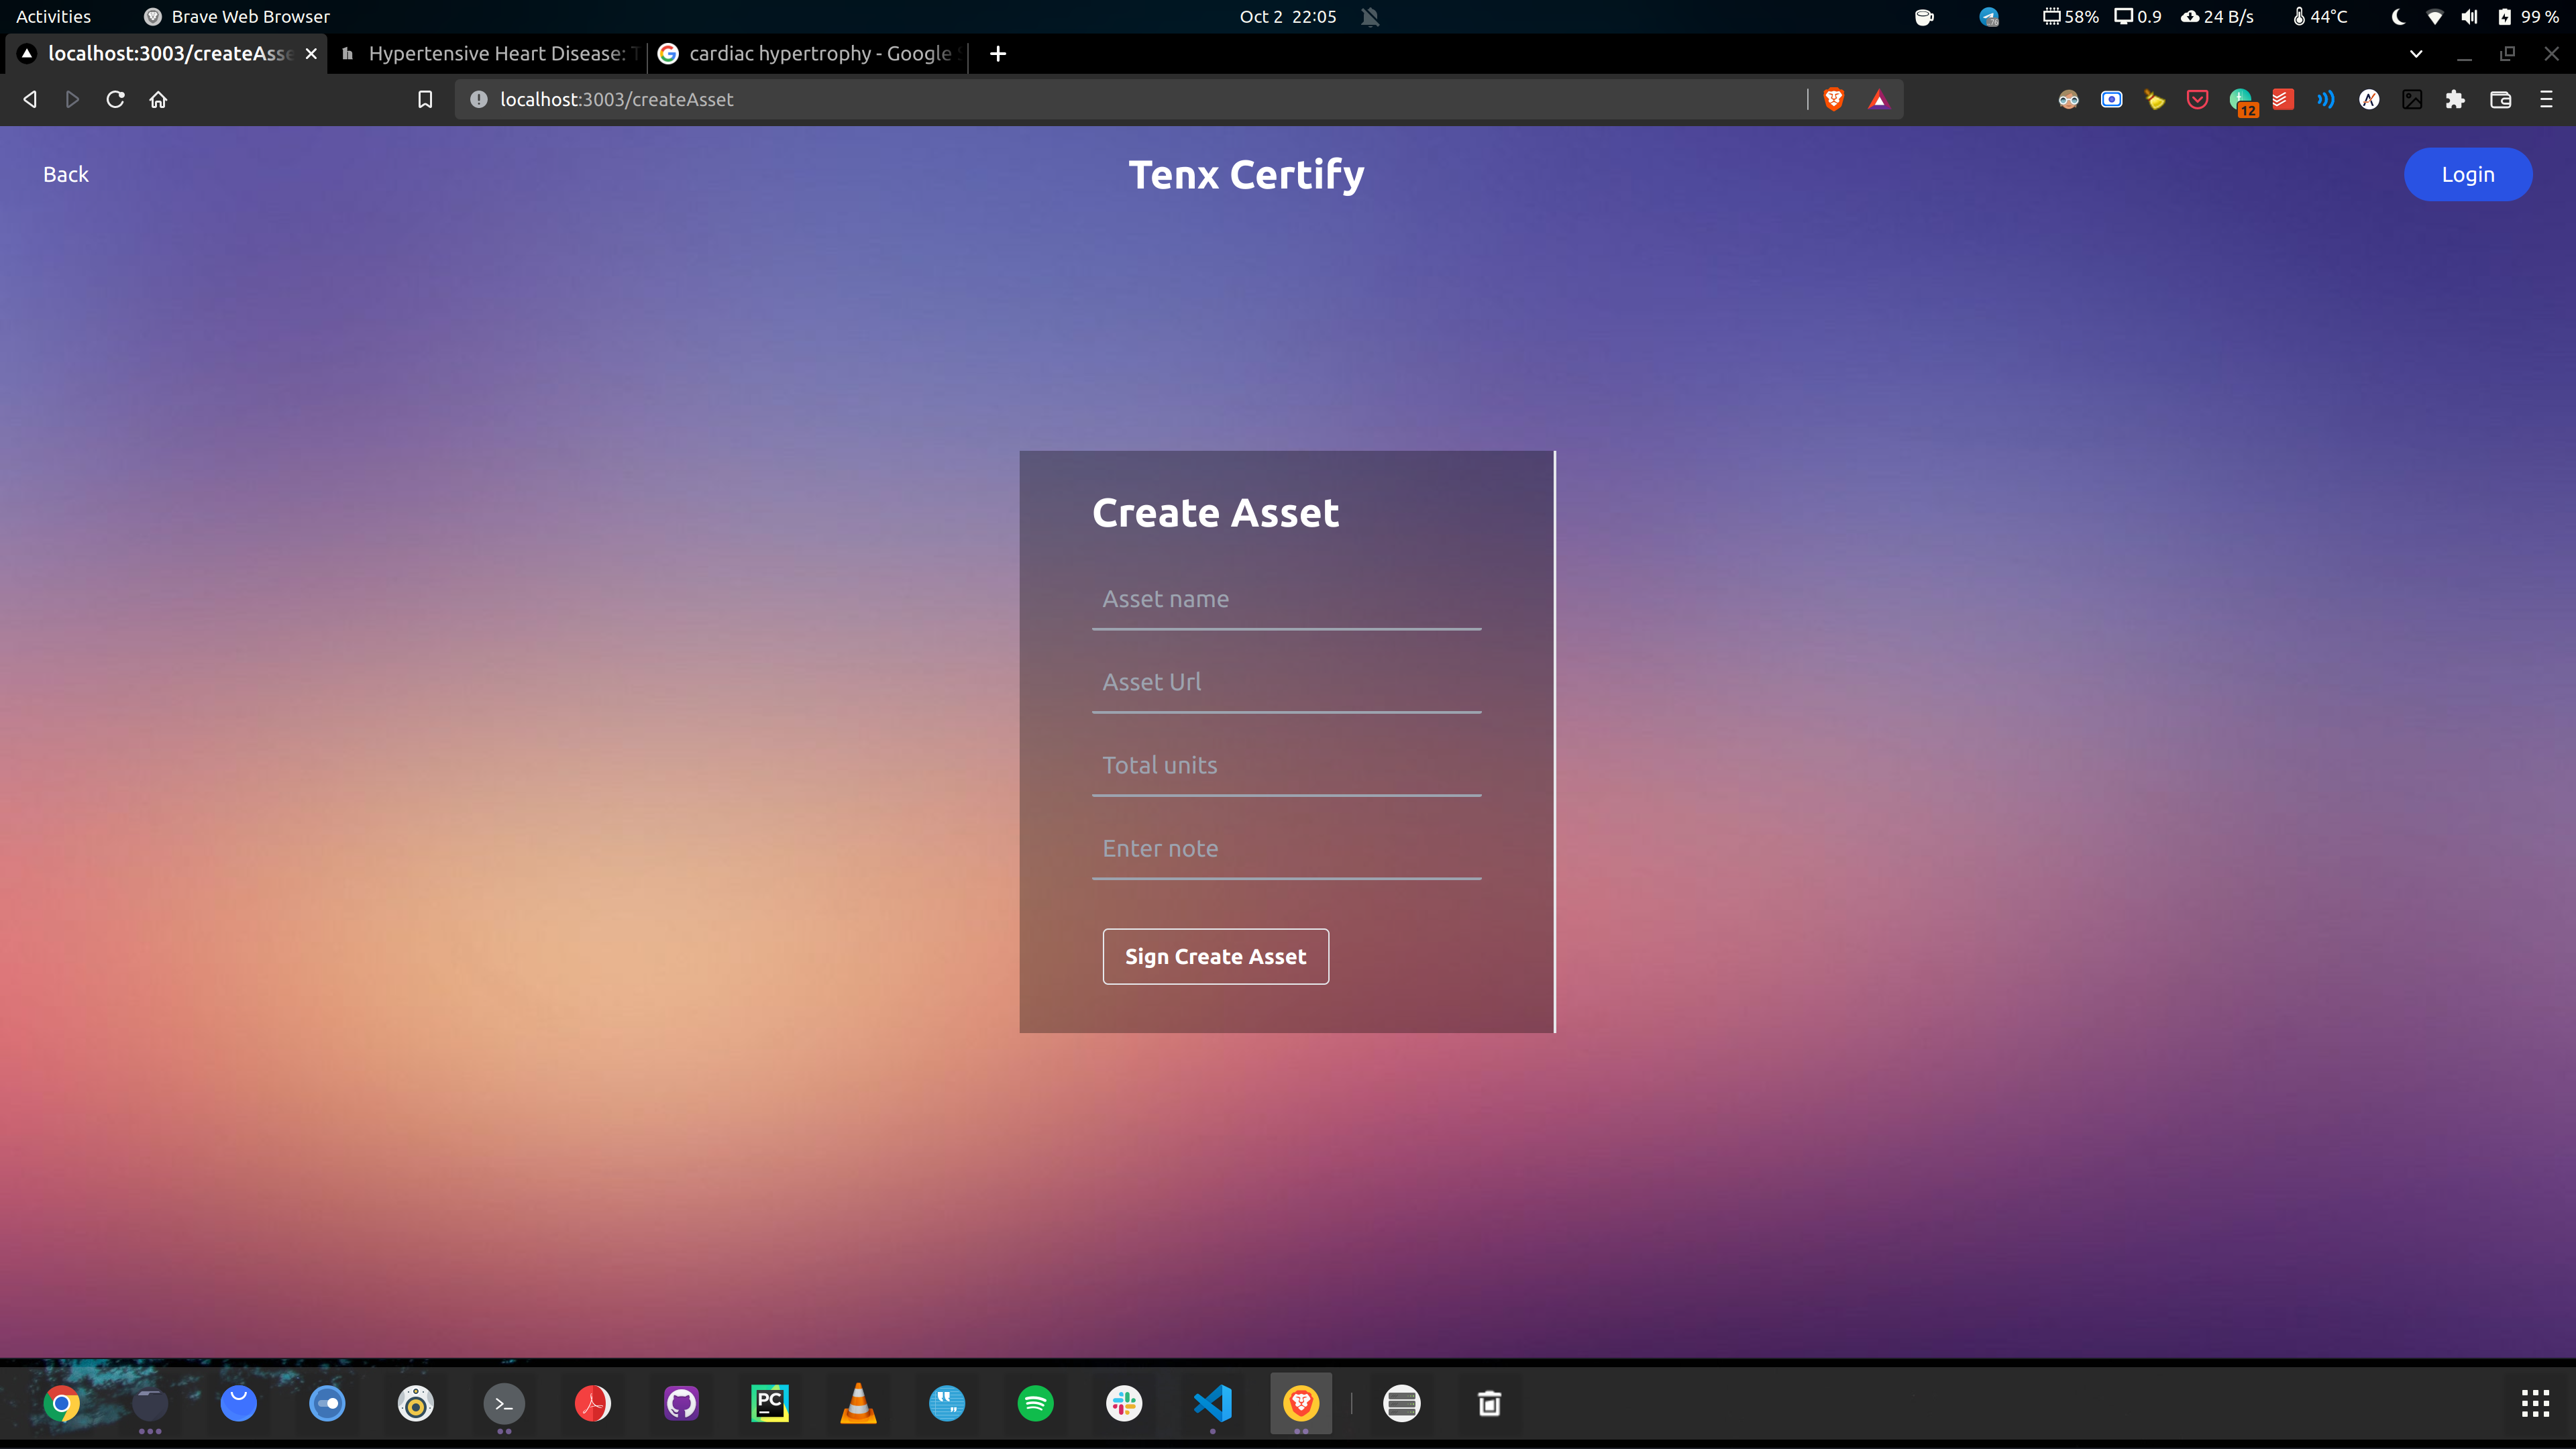 Activities Brave Web Browser Oct 2 22:05 58% 0.9 24 B/s 44°C 99 %
localhost:3003/createAsse Hypertensive Heart Disease: T cardiac hypertrophy - Google S
localhost:3003/createAsset 12
Back Tenx Certify Login
Create Asset
Asset name
Asset Url
Total units
Enter note
Sign Create Asset
PC